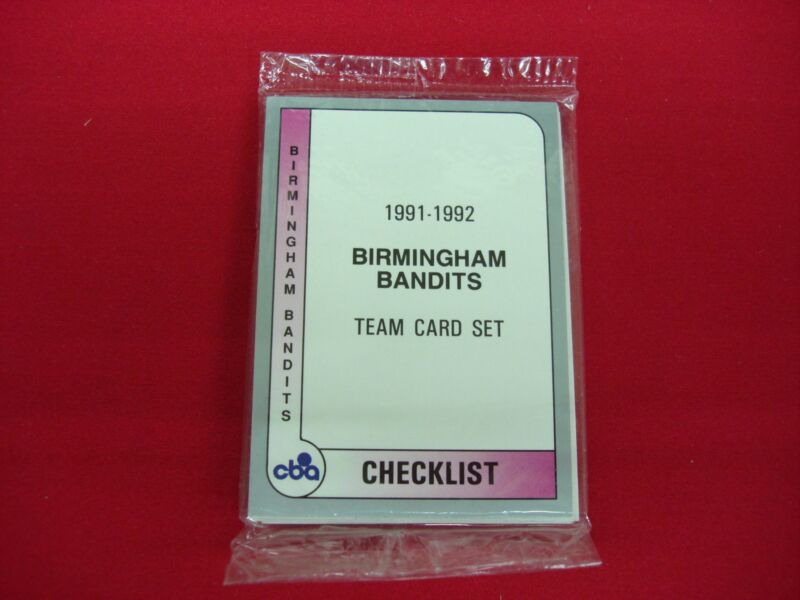 BIRMINGHAM BANDITS
1991-1992
BIRMINGHAM
BANDITS
TEAM CARD SET
cba
CHECKLIST